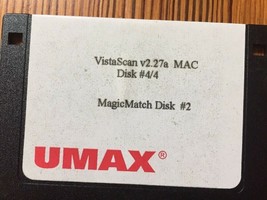 VistaScan v2.27a MAC
Disk #4/4
MagicMatch Disk #2
UMAX®